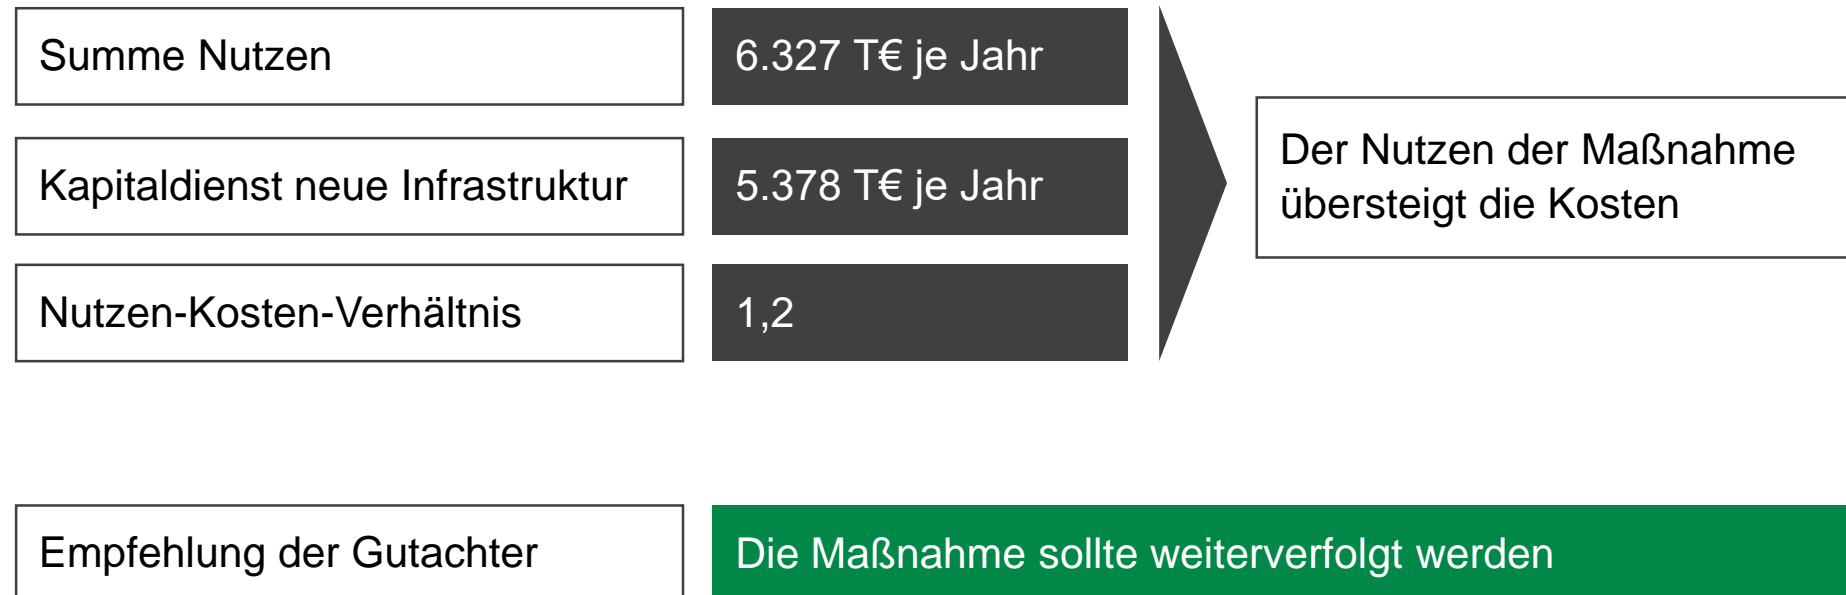 Summe Nutzen
6.327 T€ je Jahr
Kapitaldienst neue Infrastruktur
5.378 T€ je Jahr
Nutzen-Kosten-Verhältnis
1,2
Der Nutzen der Maßnahme
übersteigt die Kosten
Empfehlung der Gutachter
Die Maßnahme sollte weiterverfolgt werden